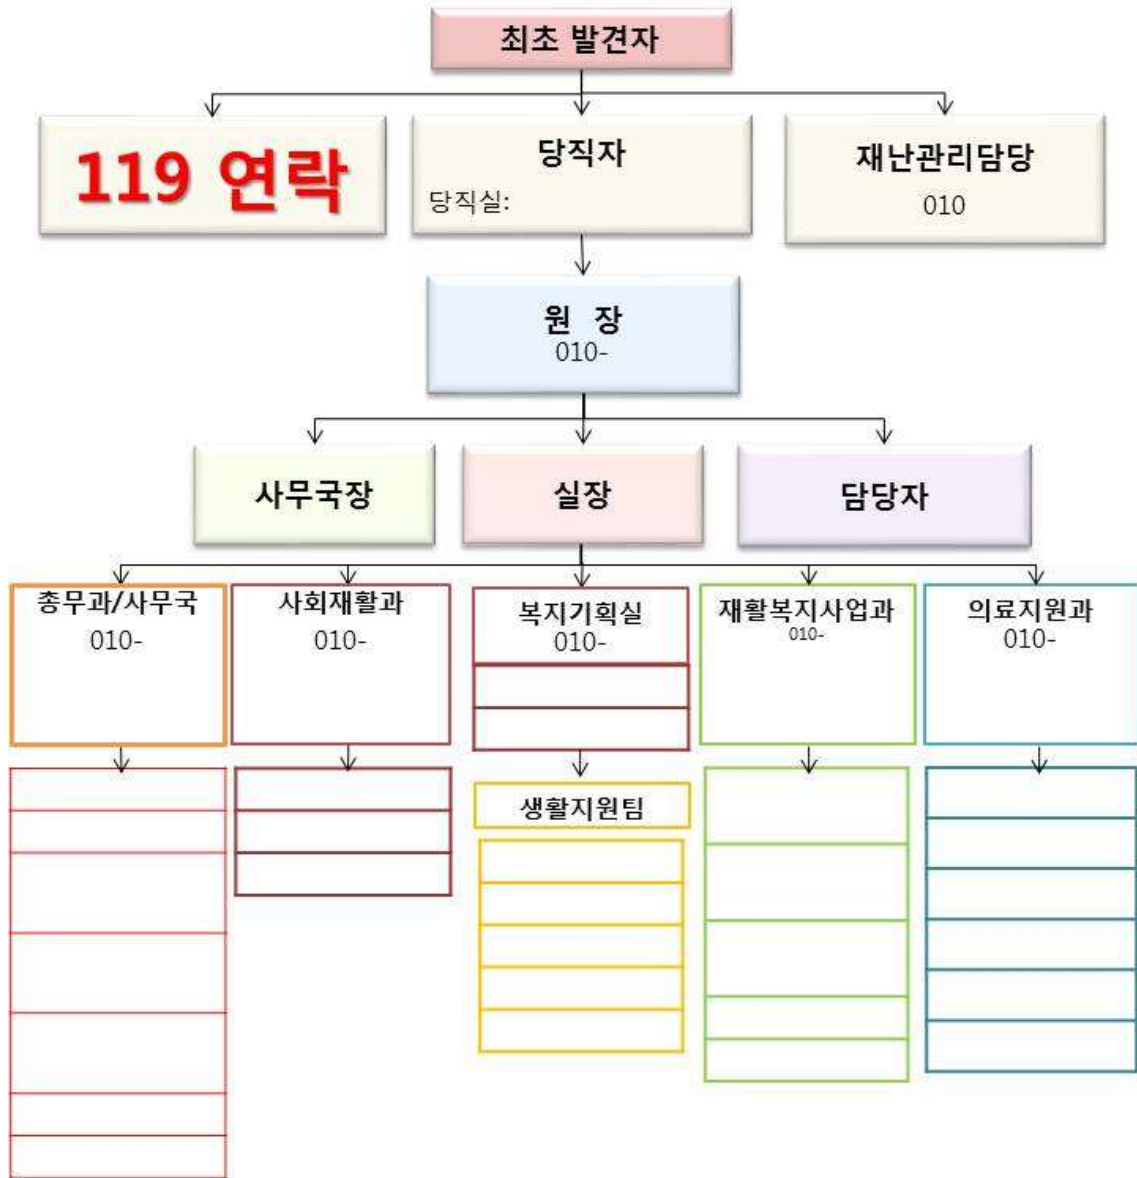 최초 발견자
119 연락
당직자
당직실:
재난관리담당
010
원 장
010-
사무국장
실장
담당자
총무과/사무국
010-
사회재활과
010-
복지기획실
010-
재활복지사업과
010-
의료지원과
010-
생활지원팀